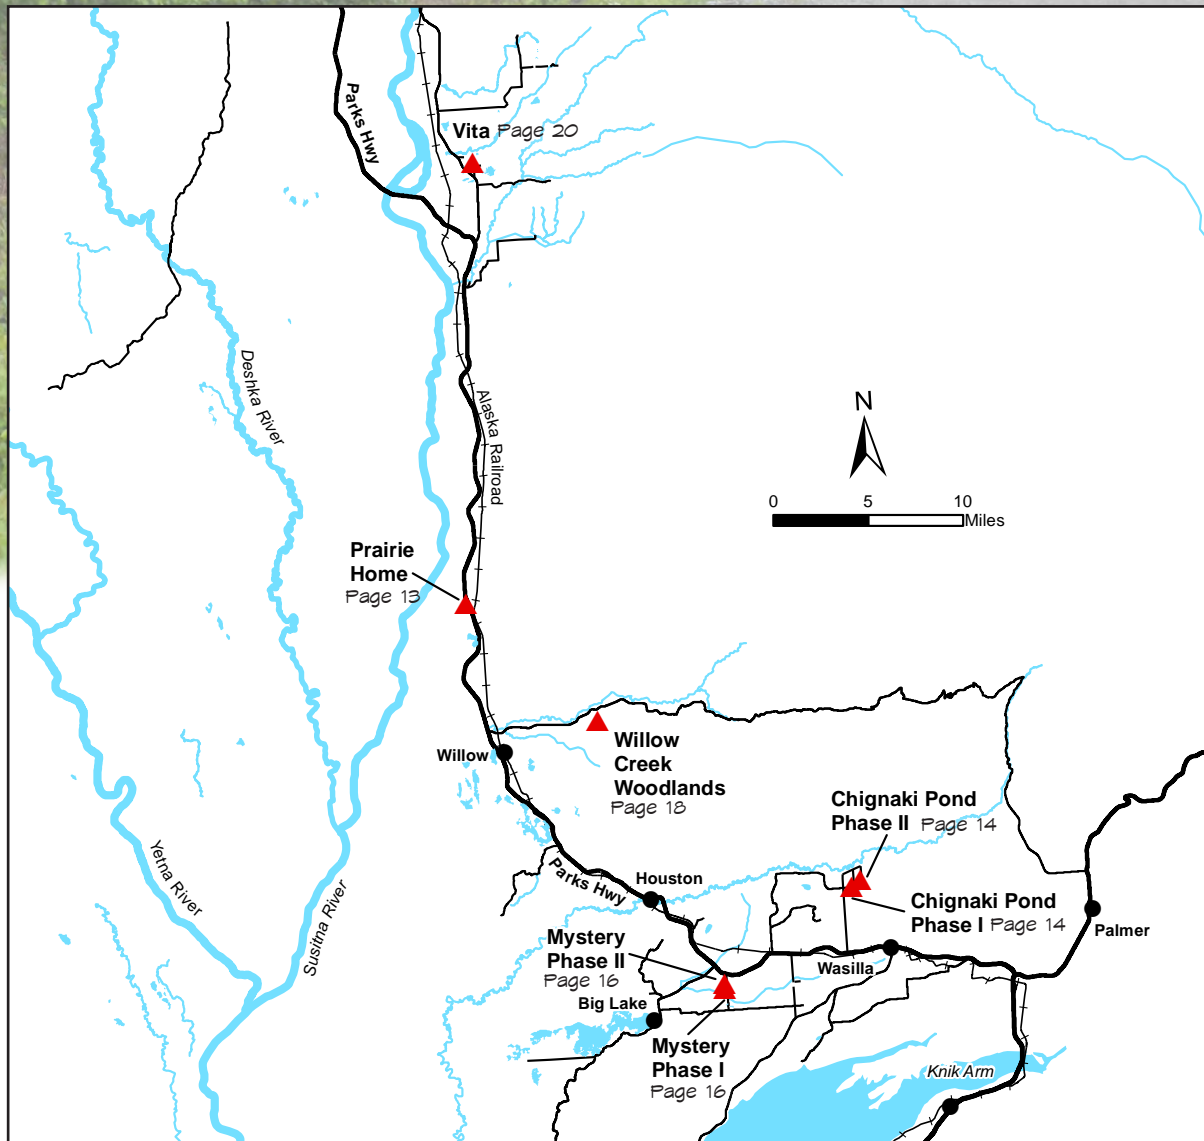 Parks Hwy
Vita Page 20
Deshka River
Alaska Railroad
N
0 5 10
Miles
Prairie
Home
Page 13
Willow
Willow
Creek
Woodlands
Page 18
Chignaki Pond
Phase II Page 14
Yetna River
Parks Hwy
Houston
Chignaki Pond
Phase I Page 14
Palmer
Susitna River
Mystery
Phase II
Page 16
Wasilla
Big Lake
Mystery
Phase I
Page 16
Knik Arm